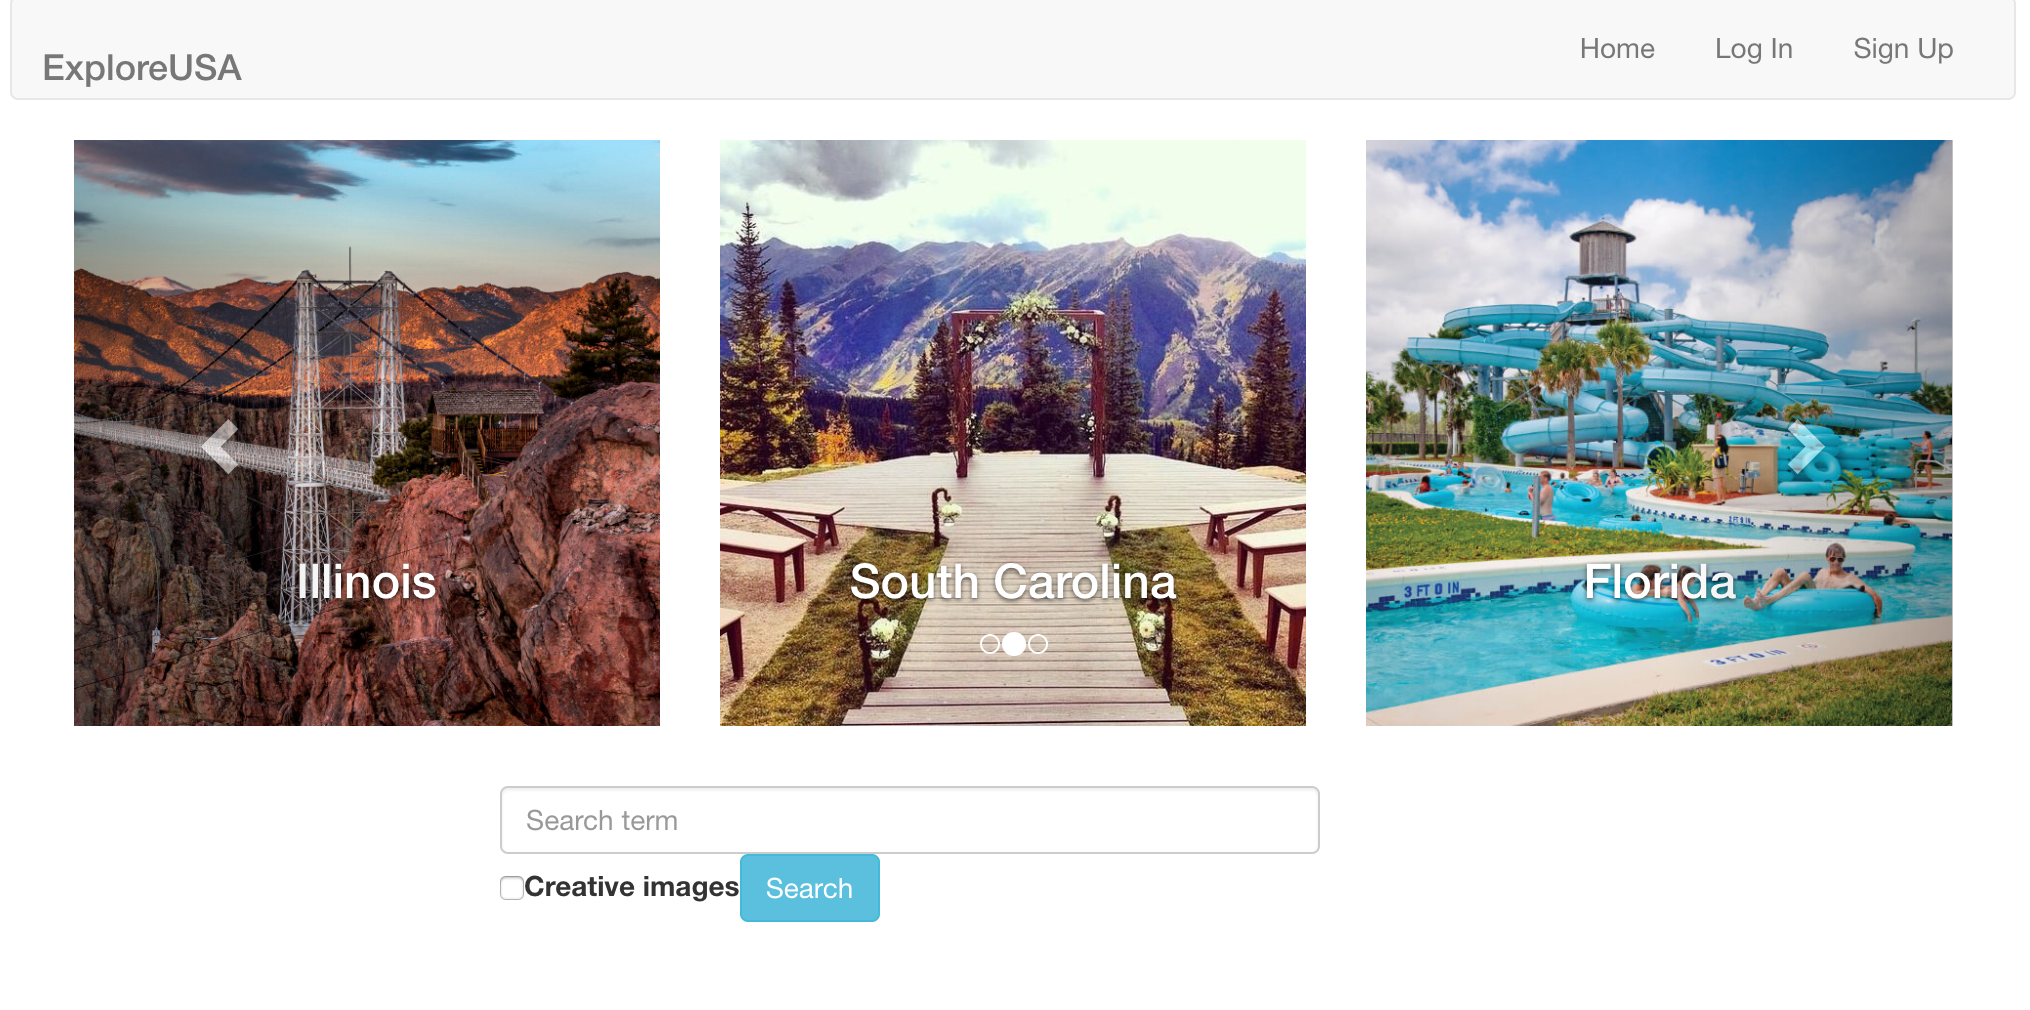 ExploreUSA
Home
Log In
Sign Up
Illinois
South Carolina
Florida
3 FT 0 IN
3 FT 0 IN
Search term
Creative images
Search